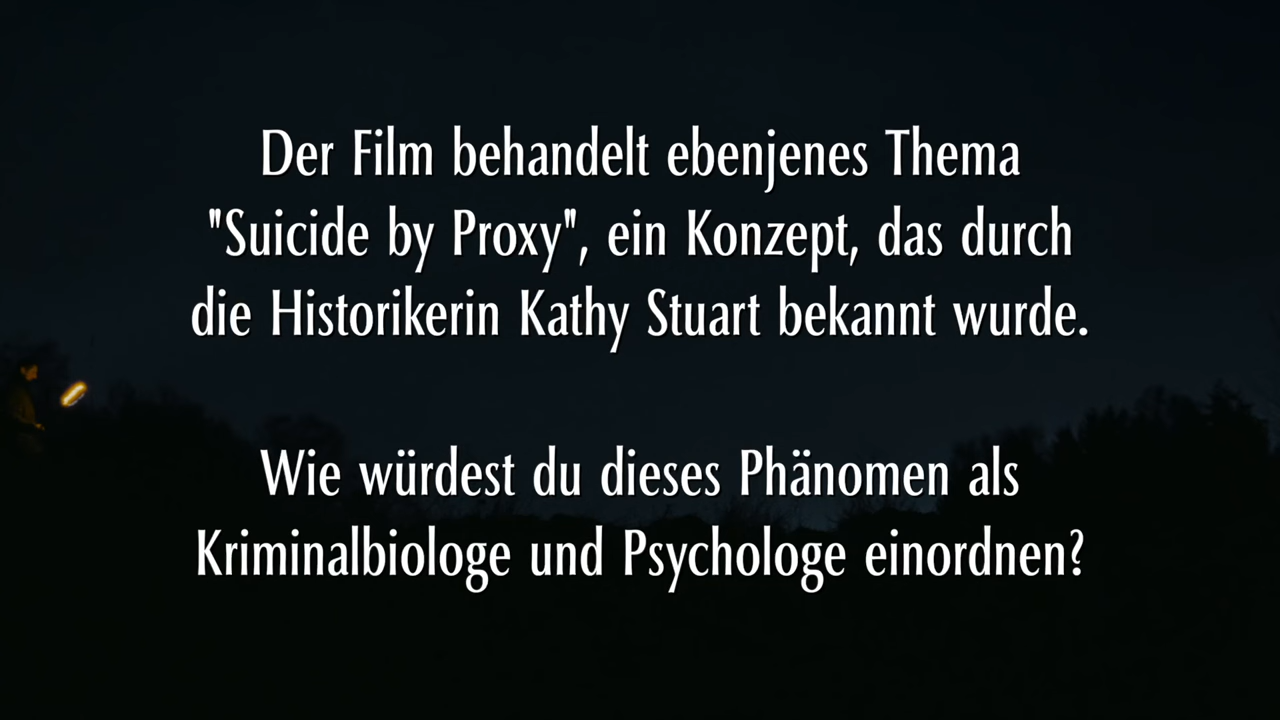 Der Film behandelt ebenjenes Thema
"Suicide by Proxy", ein Konzept, das durch
die Historikerin Kathy Stuart bekannt wurde.
Wie würdest du dieses Phänomen als
Kriminalbiologe und Psychologe einordnen?